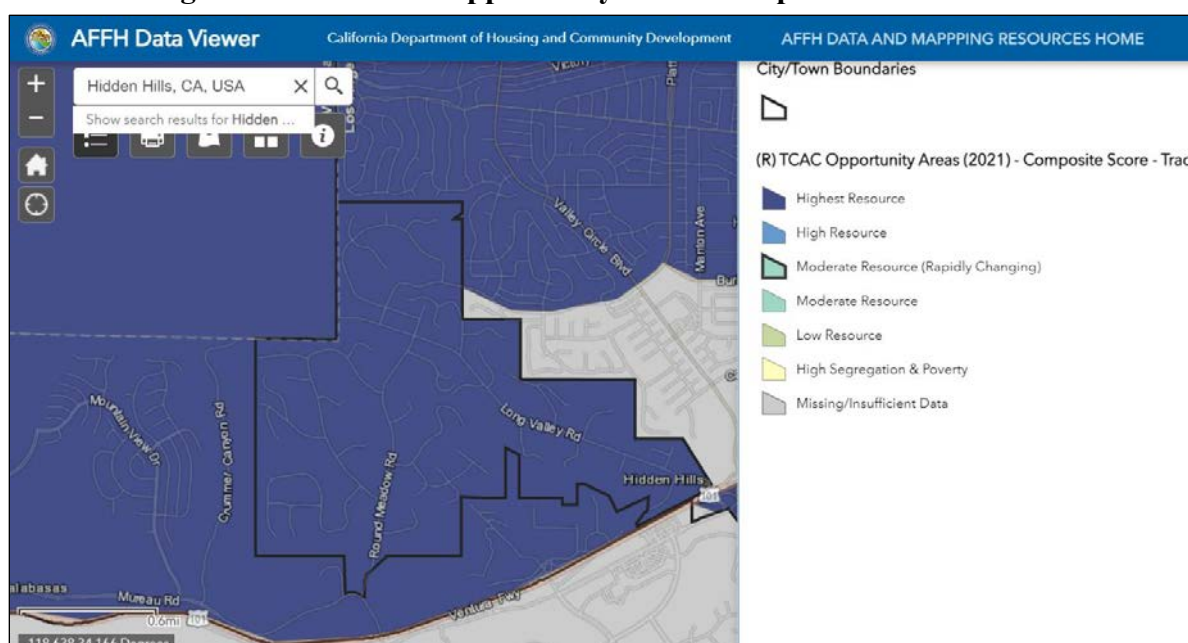 AFFH Data Viewer
California Department of Housing and Community Development
AFFH DATA AND MAPPPING RESOURCES HOME
Hidden Hills, CA, USA
Show search results for Hidden ...
City/Town Boundaries
(R) TCAC Opportunity Areas (2021) - Composite Score - Trac
Highest Resource
High Resource
Moderate Resource (Rapidly Changing)
Moderate Resource
Low Resource
High Segregation & Poverty
Missing/Insufficient Data
Valley Circle Blvd
Manton Ave
Mountain View Dr
Crummer Canyon Rd
Long Valley Rd
Round Meadow Rd
Hidden Hills
101
Mureau Rd
101
Ventura Fwy
0.6mi